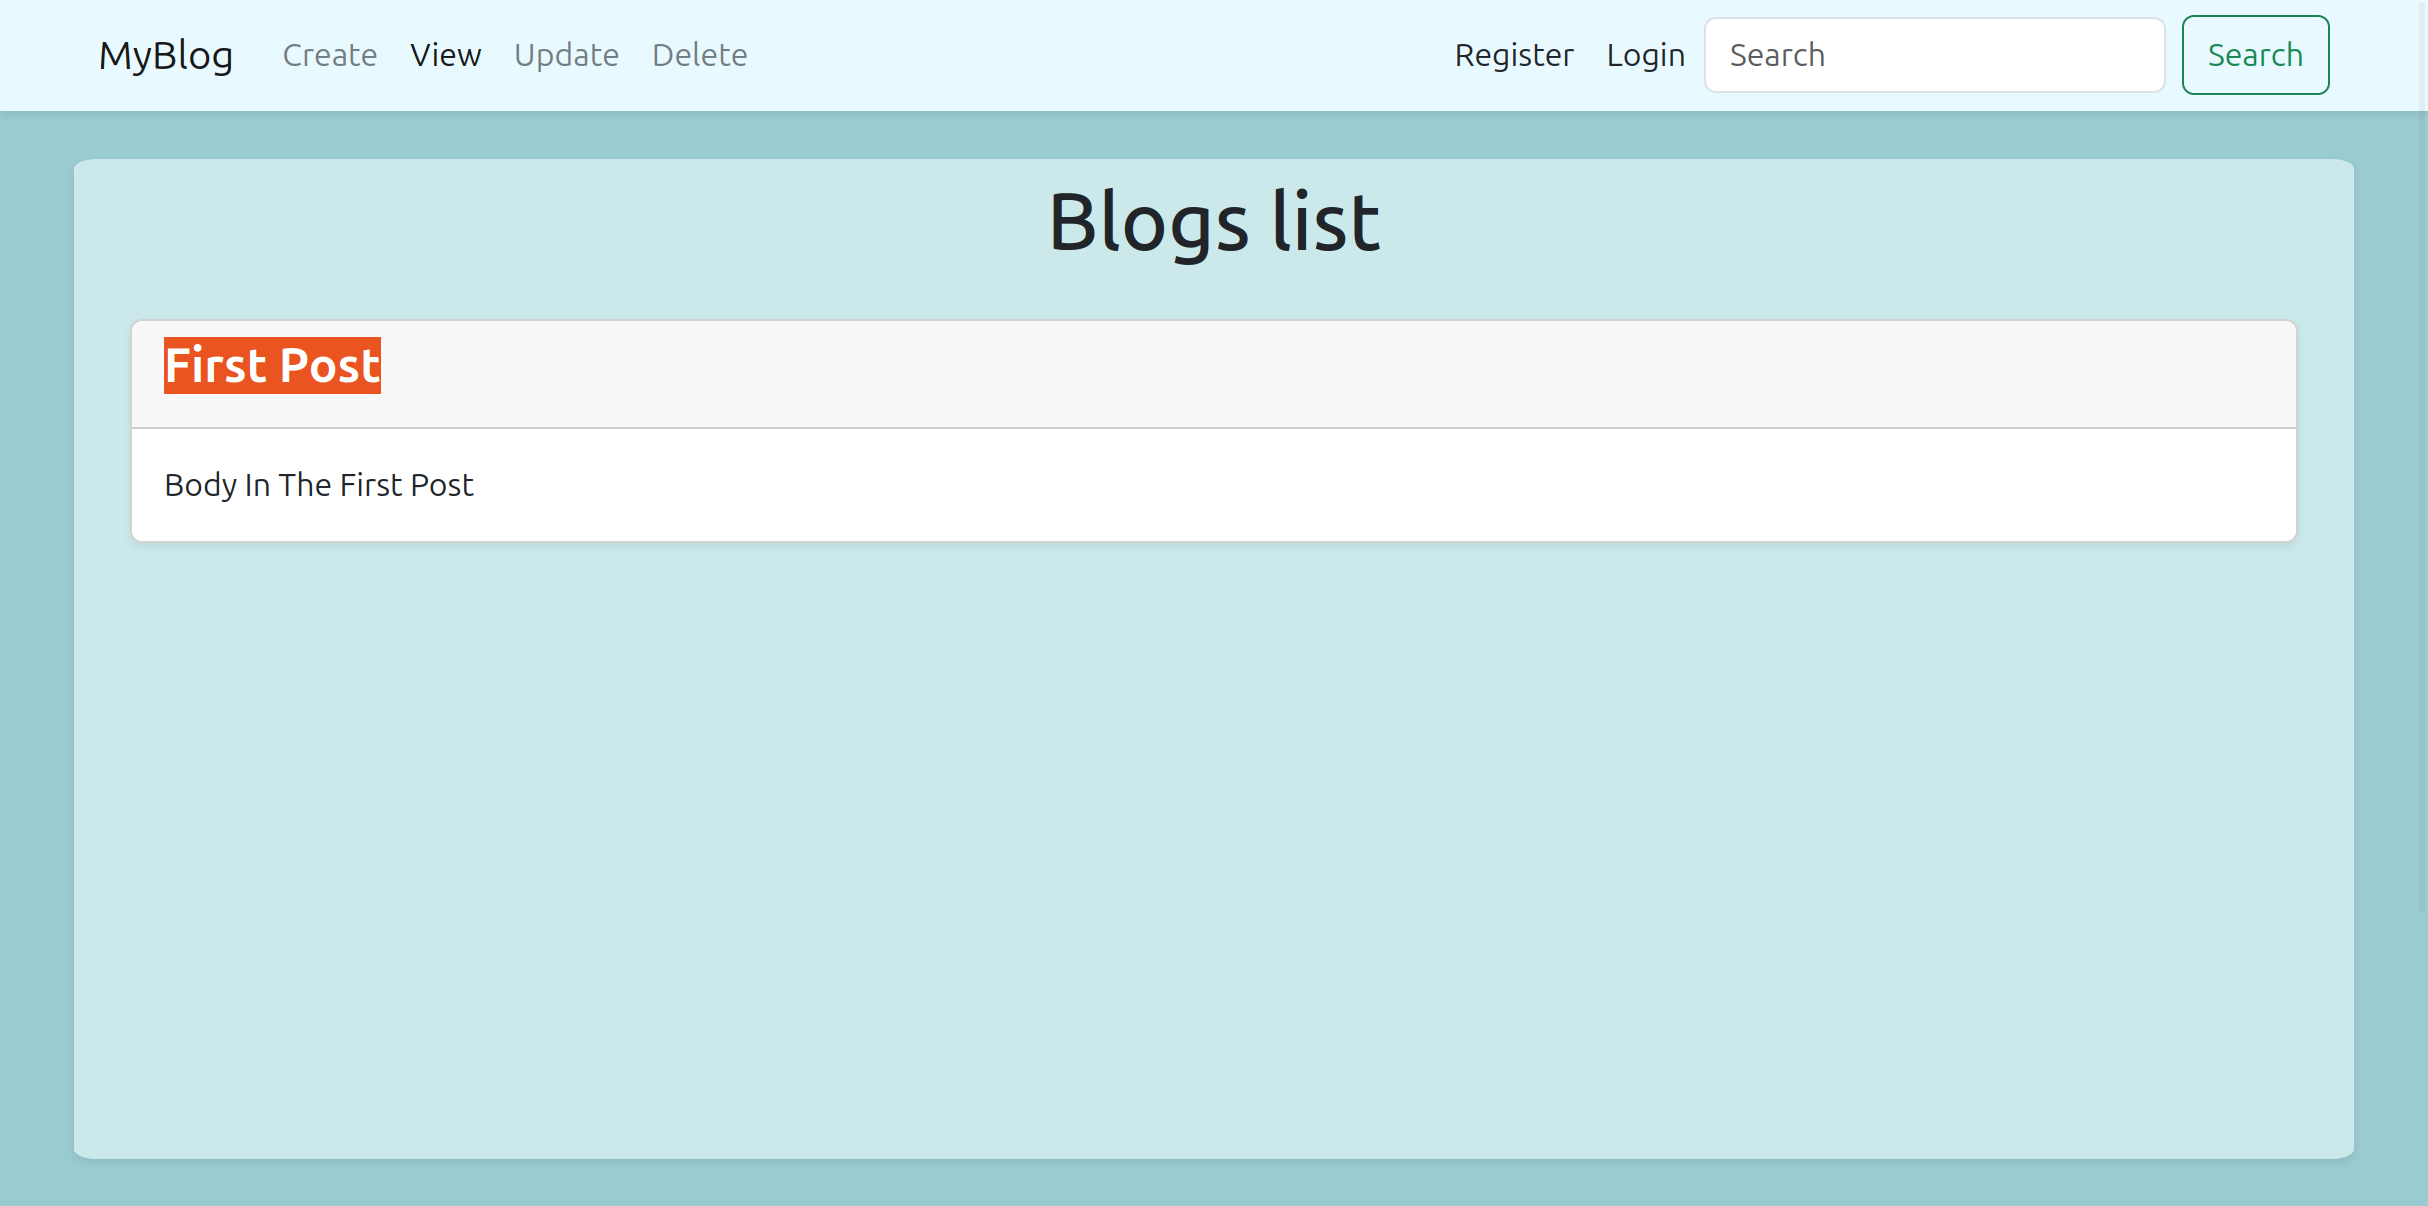 MyBlog Create View Update Delete Register Login Search Search
Blogs list
First Post
Body In The First Post